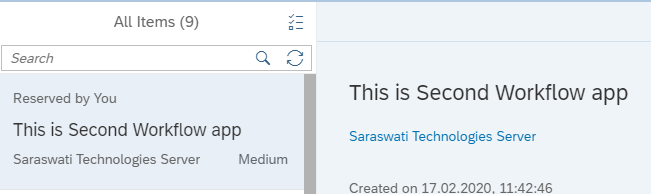 All Items (9)
Search
Reserved by You
This is Second Workflow app
Saraswati Technologies Server Medium
This is Second Workflow app
Saraswati Technologies Server
Created on 17.02.2020, 11:42:46